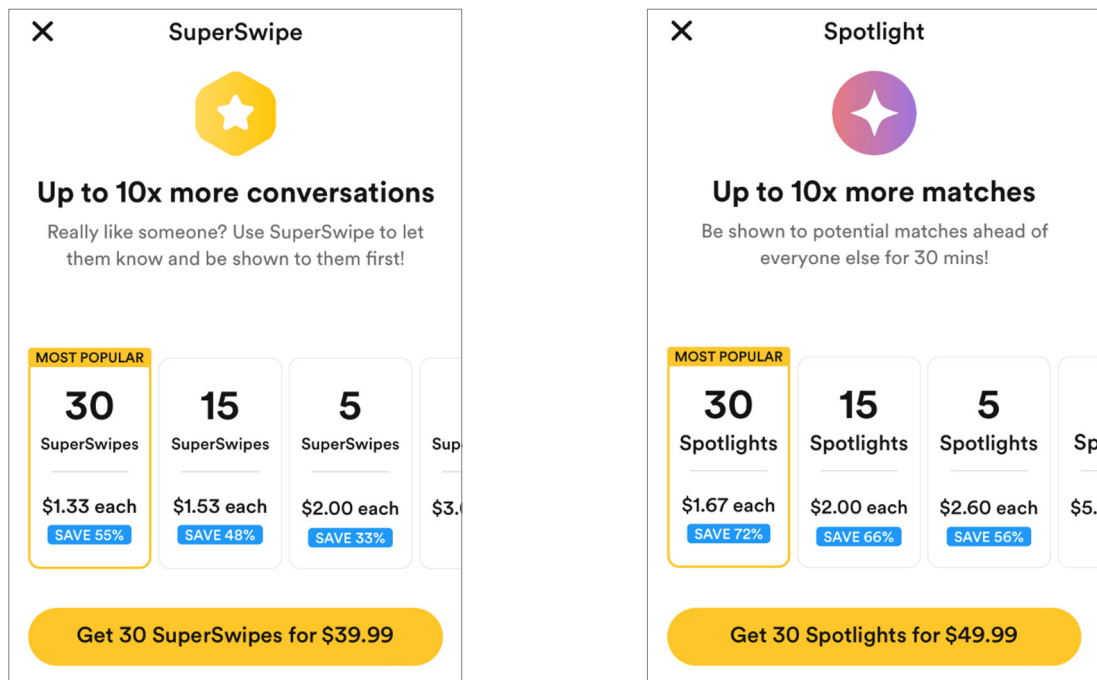 SuperSwipe
Up to 10x more conversations
Really like someone? Use SuperSwipe to let
them know and be shown to them first!
MOST POPULAR
30
SuperSwipes
$1.33 each
SAVE 55%
15
SuperSwipes
$1.53 each
SAVE 48%
5
SuperSwipes
$2.00 each
SAVE 33%
Get 30 SuperSwipes for $39.99
Spotlight
Up to 10x more matches
Be shown to potential matches ahead of
everyone else for 30 mins!
MOST POPULAR
30
Spotlights
$1.67 each
SAVE 72%
15
Spotlights
$2.00 each
SAVE 66%
5
Spotlights
$2.60 each
SAVE 56%
Get 30 Spotlights for $49.99